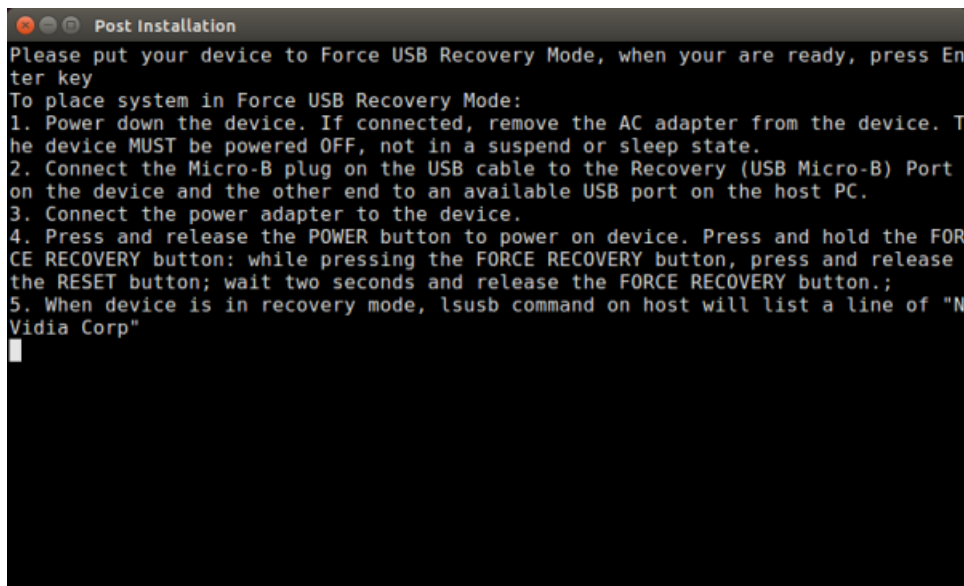 Post Installation
Please put your device to Force USB Recovery Mode, when your are ready, press En
ter key
To place system in Force USB Recovery Mode:
1. Power down the device. If connected, remove the AC adapter from the device. T
he device MUST be powered OFF, not in a suspend or sleep state.
2. Connect the Micro-B plug on the USB cable to the Recovery (USB Micro-B) Port
on the device and the other end to an available USB port on the host PC.
3. Connect the power adapter to the device.
4. Press and release the POWER button to power on device. Press and hold the FOR
CE RECOVERY button: while pressing the FORCE RECOVERY button, press and release
the RESET button; wait two seconds and release the FORCE RECOVERY button.;
5. When device is in recovery mode, lsusb command on host will list a line of "N
Vidia Corp"